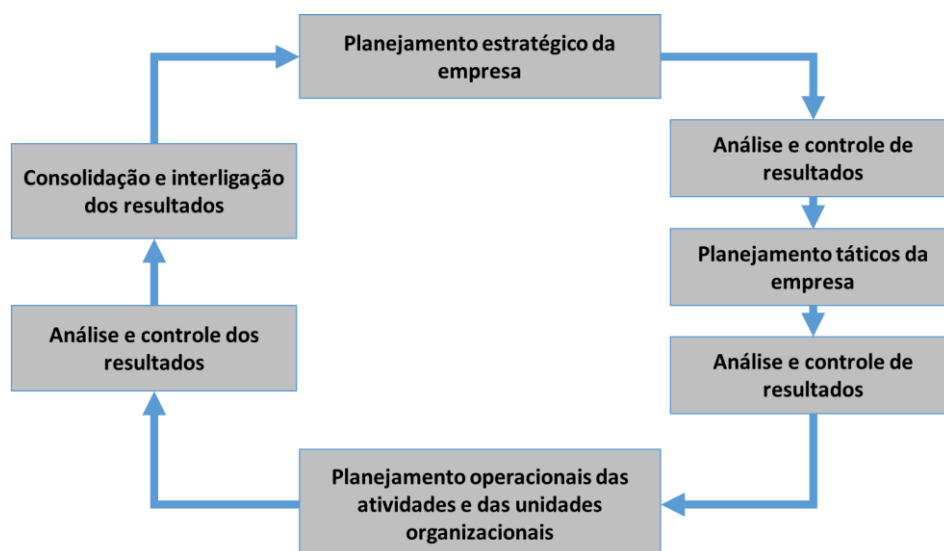 Planejamento estratégico da
empresa
Análise e controle de
resultados
Planejamento táticos da
empresa
Análise e controle de
resultados
Planejamento operacionais das
atividades e das unidades
organizacionais
Análise e controle dos
resultados
Consolidação e interligação
dos resultados